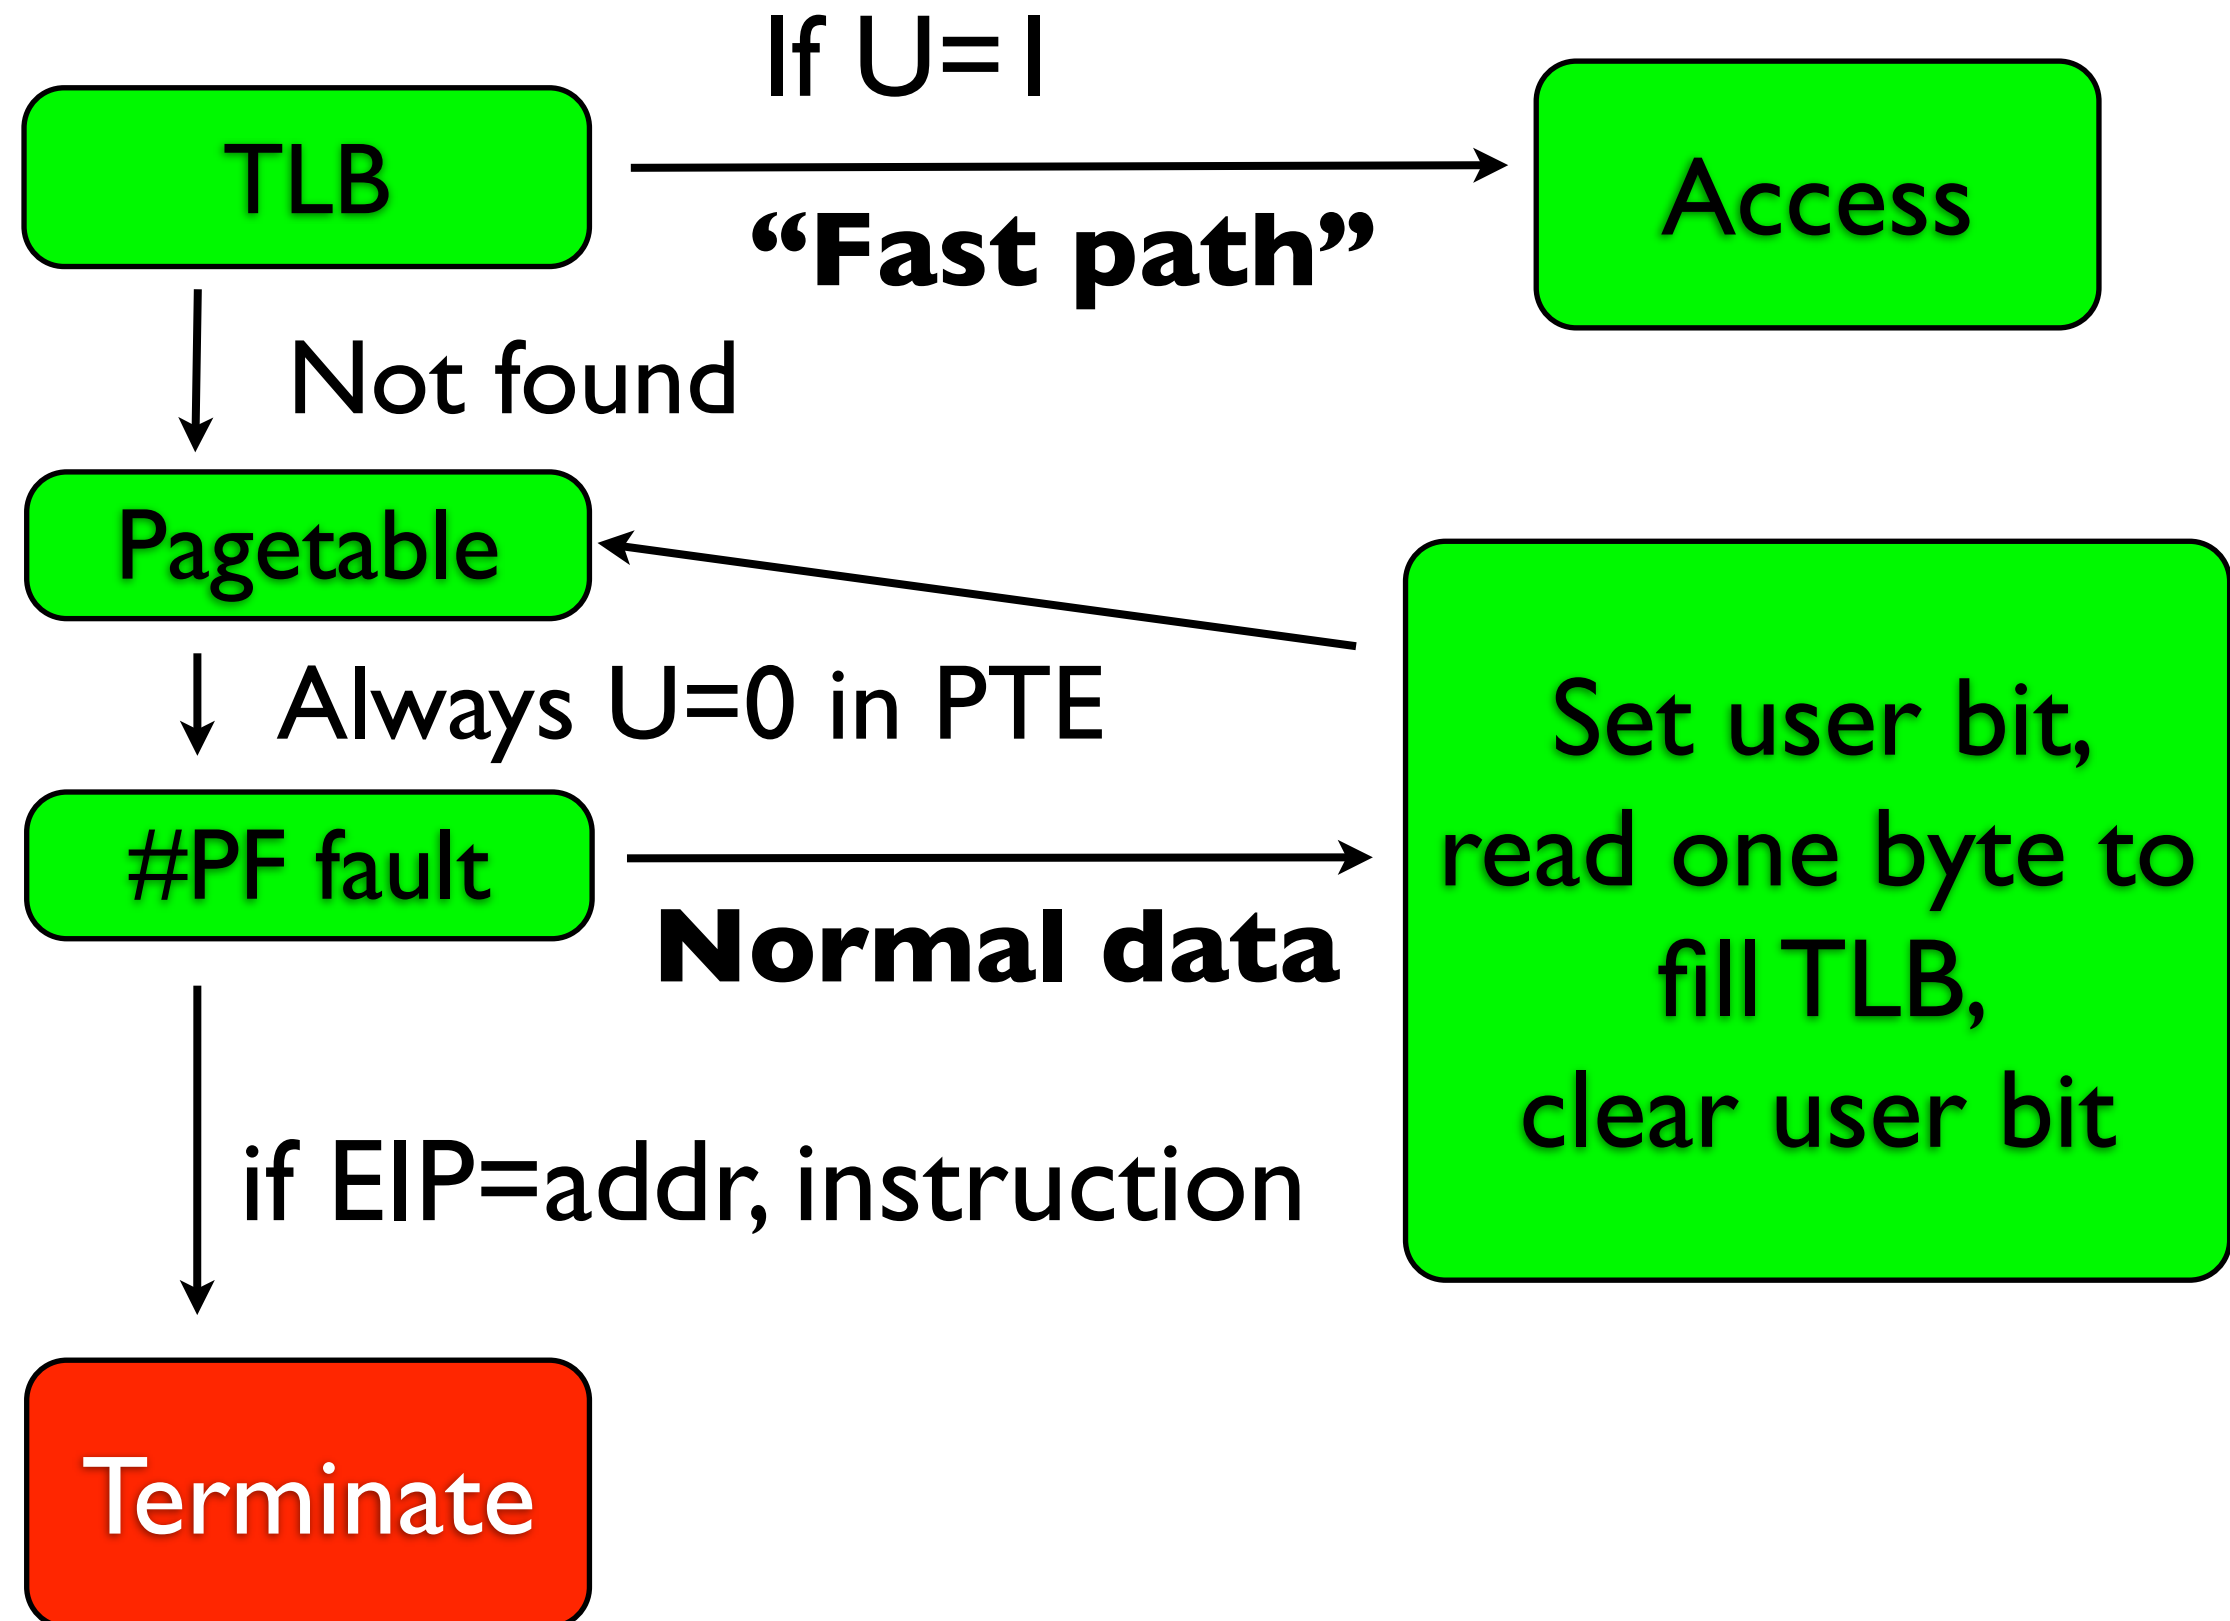 If U=1
TLB
Access
“Fast path”
Not found
Pagetable
Always U=0 in PTE
Set user bit,
read one byte to
fill TLB,
clear user bit
#PF fault
Normal data
if EIP=addr, instruction
Terminate